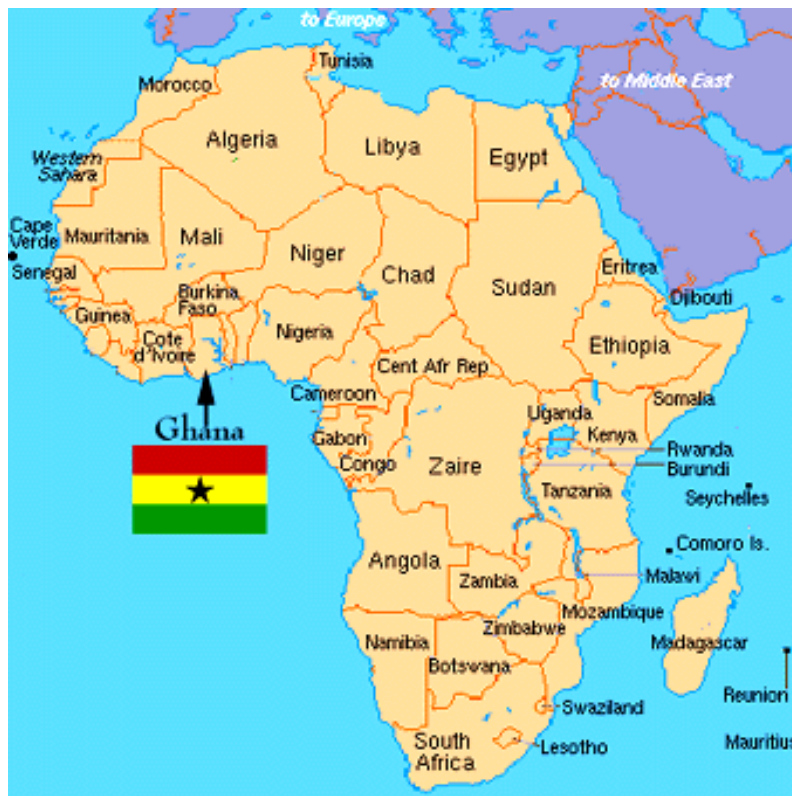 to Europe
Tunisia
Morocco
to Middle East
Algeria
Libya
Egypt
Western
Sahara
Cape
Verde
Mauritania
Mali
Niger
Chad
Sudan
Eritrea
Senegal
Djibouti
Burkina
Faso
Guinea
Nigeria
Cote
d'Ivoire
Ethiopia
Cent Afr Rep
Cameroon
Somalia
Uganda
Ghana
Kenya
Gabon
Congo
Zaire
Rwanda
Burundi
Tanzania
Seychelles
Comoro Is.
Angola
Zambia
Malawi
Mozambique
Zimbabwe
Namibia
Madagascar
Botswana
Reunion
Swaziland
South
Africa
Lesotho
Mauritius